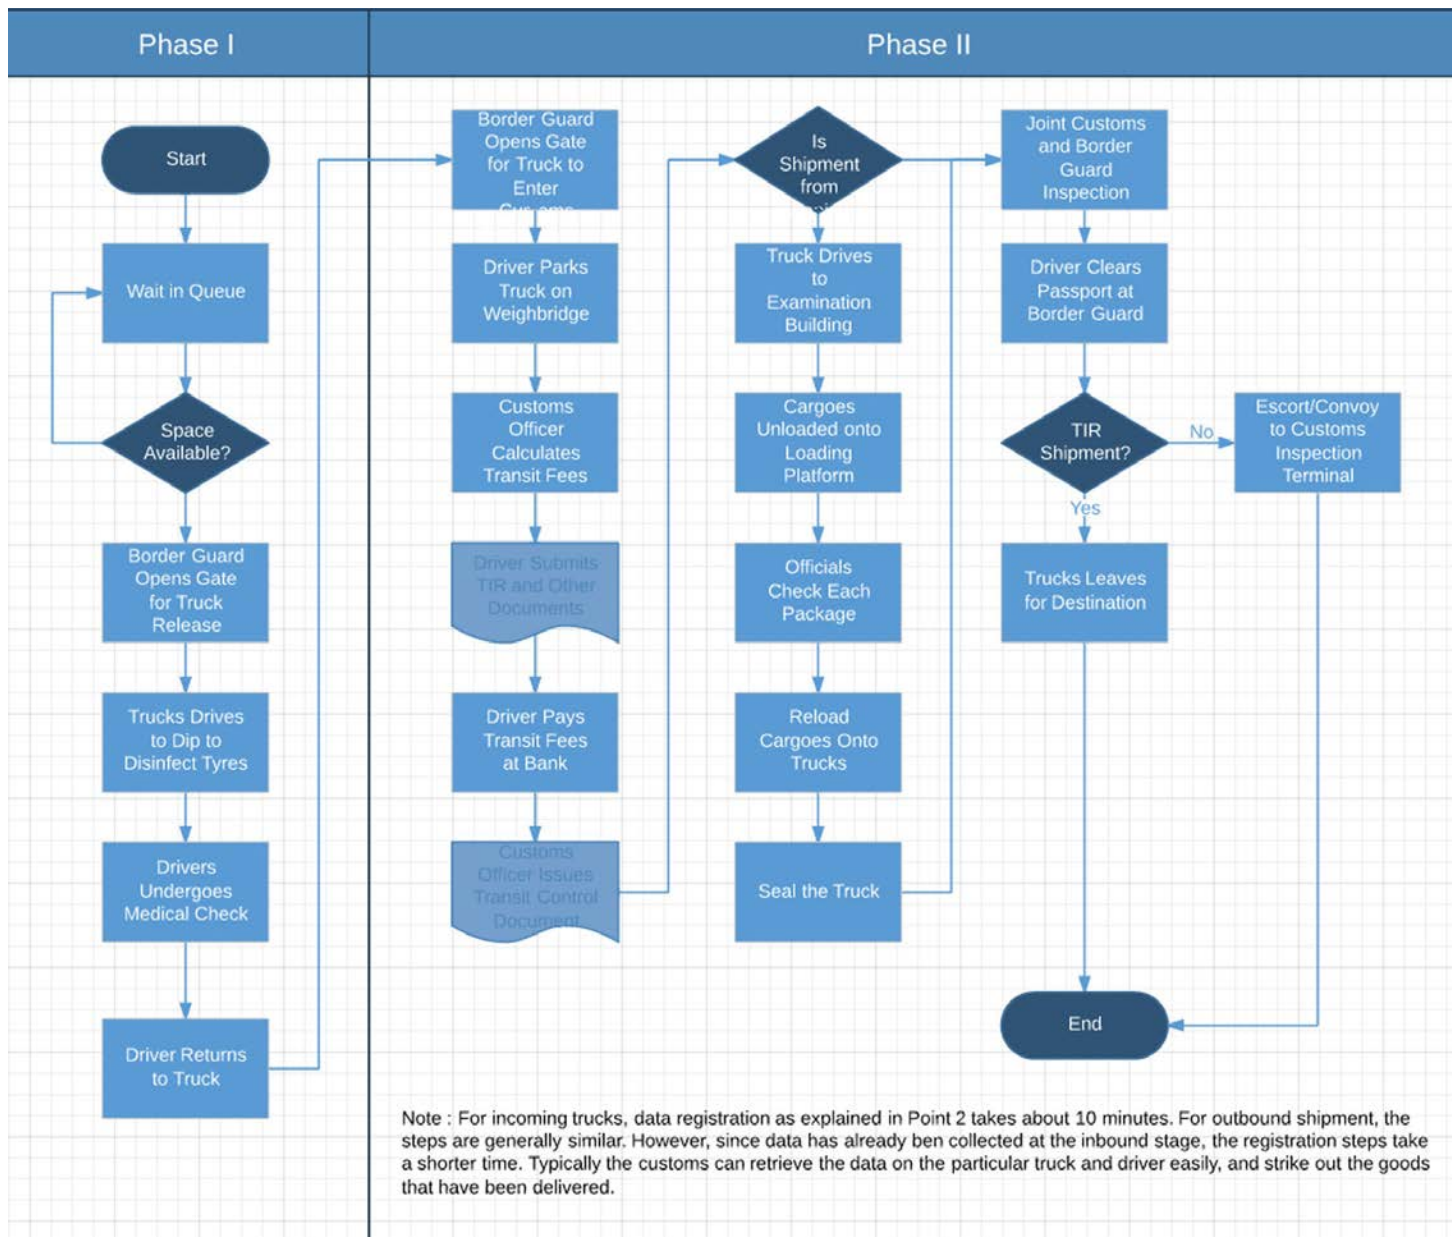 Phase I
Phase II
Start
Wait in Queue
Space
Available?
Border Guard
Opens Gate
for Truck
Release
Trucks Drives
to Dip to
Disinfect Tyres
Drivers
Undergoes
Medical Check
Driver Returns
to Truck
Border Guard
Opens Gate
for Truck to
Enter
Driver Parks
Truck on
Weighbridge
Customs
Officer
Calculates
Transit Fees
Driver Submits
TIR and Other
Documents
Driver Pays
Transit Fees
at Bank
Customs
Officer Issues
Transit Control
Document
Is
Shipment
from
Truck Drives
to
Examination
Building
Cargoes
Unloaded onto
Loading
Platform
Officials
Check Each
Package
Reload
Cargoes Onto
Trucks
Seal the Truck
Joint Customs
and Border
Guard
Inspection
Driver Clears
Passport at
Border Guard
TIR
Shipment?
No
Yes
Escort/Convoy
to Customs
Inspection
Terminal
Trucks Leaves
for Destination
End
Note : For incoming trucks, data registration as explained in Point 2 takes about 10 minutes. For outbound shipment, the
steps are generally similar. However, since data has already ben collected at the inbound stage, the registration steps take
a shorter time. Typically the customs can retrieve the data on the particular truck and driver easily, and strike out the goods
that have been delivered.